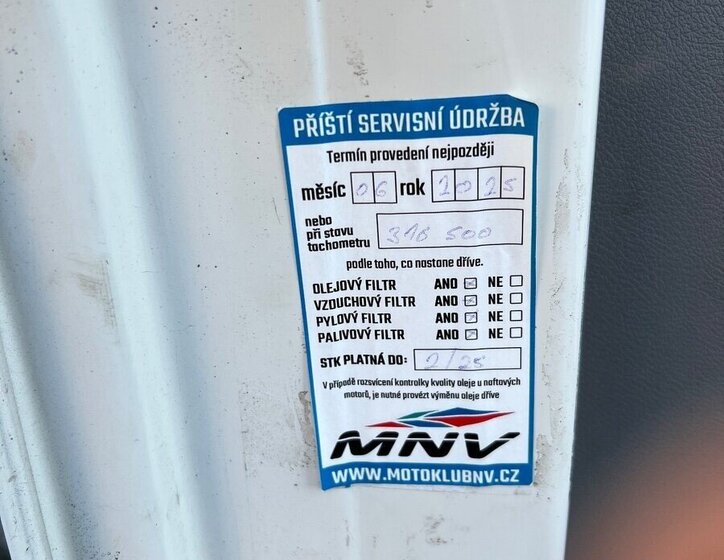 PŘÍŠTÍ SERVISNÍ ÚDRŽBA
Termín provedení nejpozději
měsíc 06 rok 2025
nebo
při stavu
tachometru 316 500
podle toho, co nastane dříve.
OLEJOVÝ FILTR ANO NE
VZDUCHOVÝ FILTR ANO NE
PYLOVÝ FILTR ANO NE
PALIVOVÝ FILTR ANO NE
STK PLATNÁ DO: 2/25
V případě rozsvícení kontrolky kvality oleje u naftových
motorů, je nutné provézt výměnu oleje dříve
MNV
WWW.MOTOKLUBNV.CZ